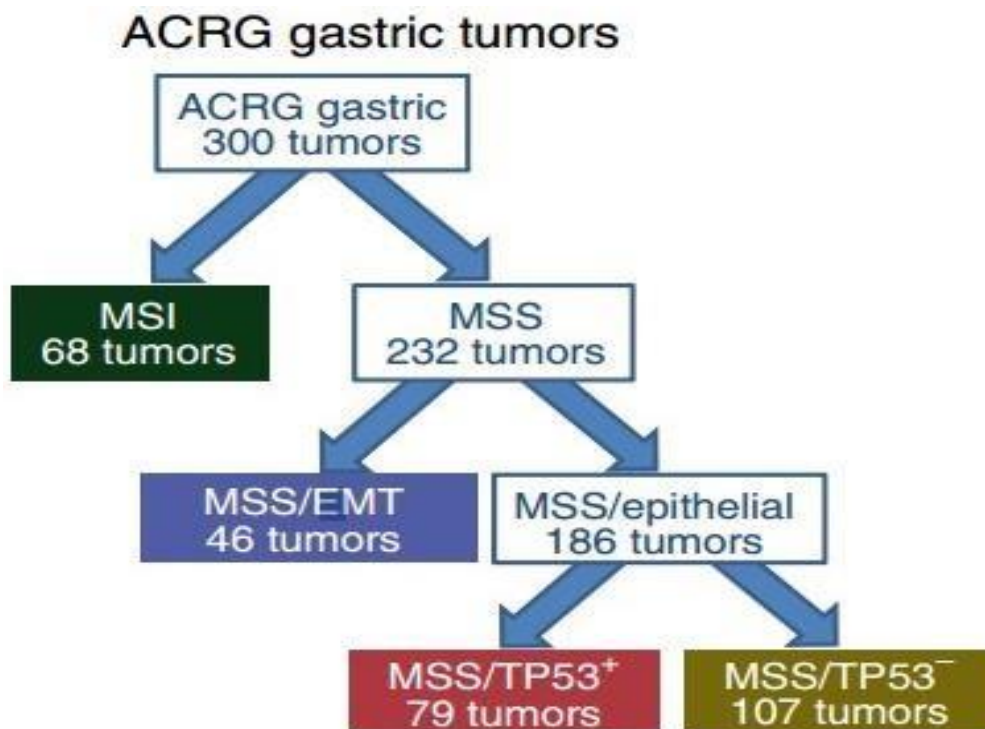 ACRG gastric tumors
ACRG gastric
300 tumors
MSI
68 tumors
MSS
232 tumors
MSS/EMT
46 tumors
MSS/epithelial
186 tumors
MSS/TP53⁺
79 tumors
MSS/TP53⁻
107 tumors